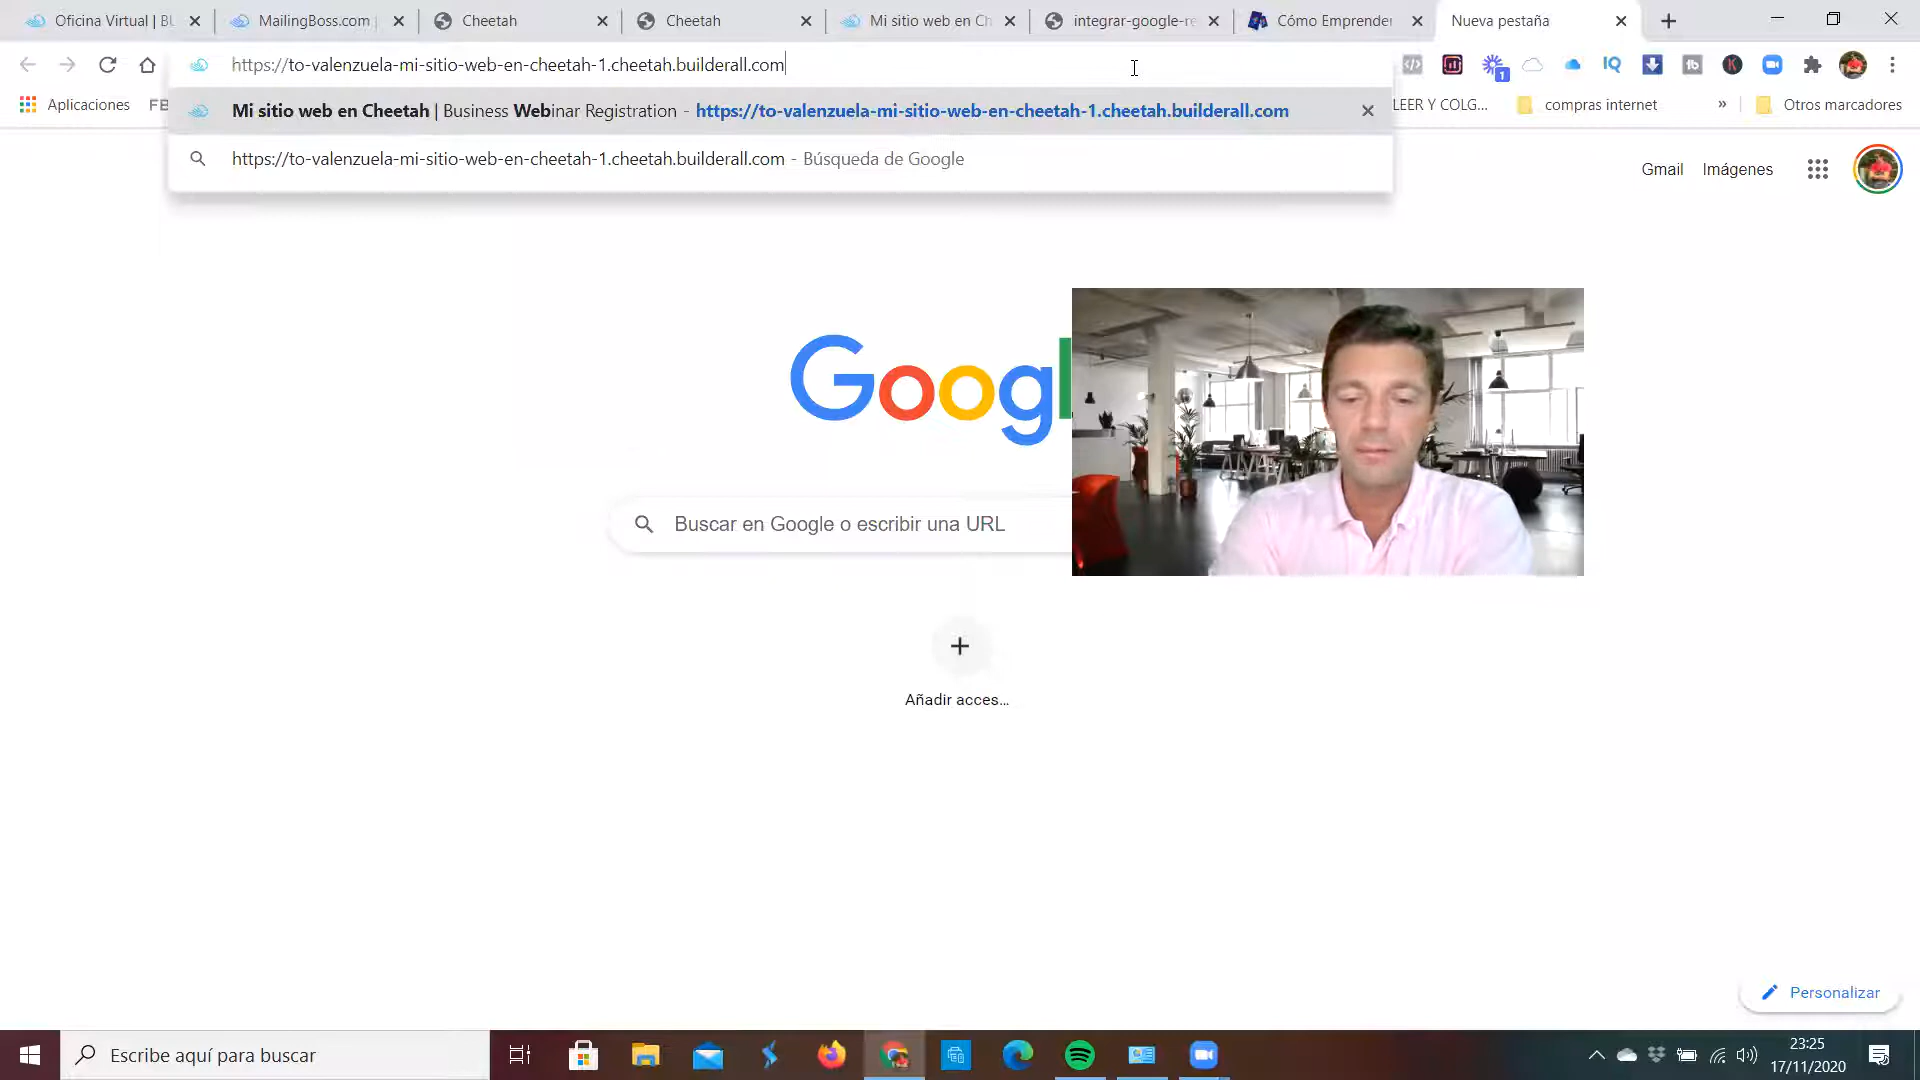 Oficina Virtual | BU
MailingBoss.com |
Cheetah
Cheetah
Mi sitio web en Ch
integrar-google-re
Cómo Emprender
Nueva pestaña
https://to-valenzuela-mi-sitio-web-en-cheetah-1.cheetah.builderall.com
1
Aplicaciones
FB
Mi sitio web en Cheetah | Business Webinar Registration - https://to-valenzuela-mi-sitio-web-en-cheetah-1.cheetah.builderall.com
LEER Y COLG...
compras internet
»
Otros marcadores
https://to-valenzuela-mi-sitio-web-en-cheetah-1.cheetah.builderall.com - Búsqueda de Google
Gmail
Imágenes
Googl
Buscar en Google o escribir una URL
Añadir acces...
Personalizar
Escribe aquí para buscar
23:25
17/11/2020